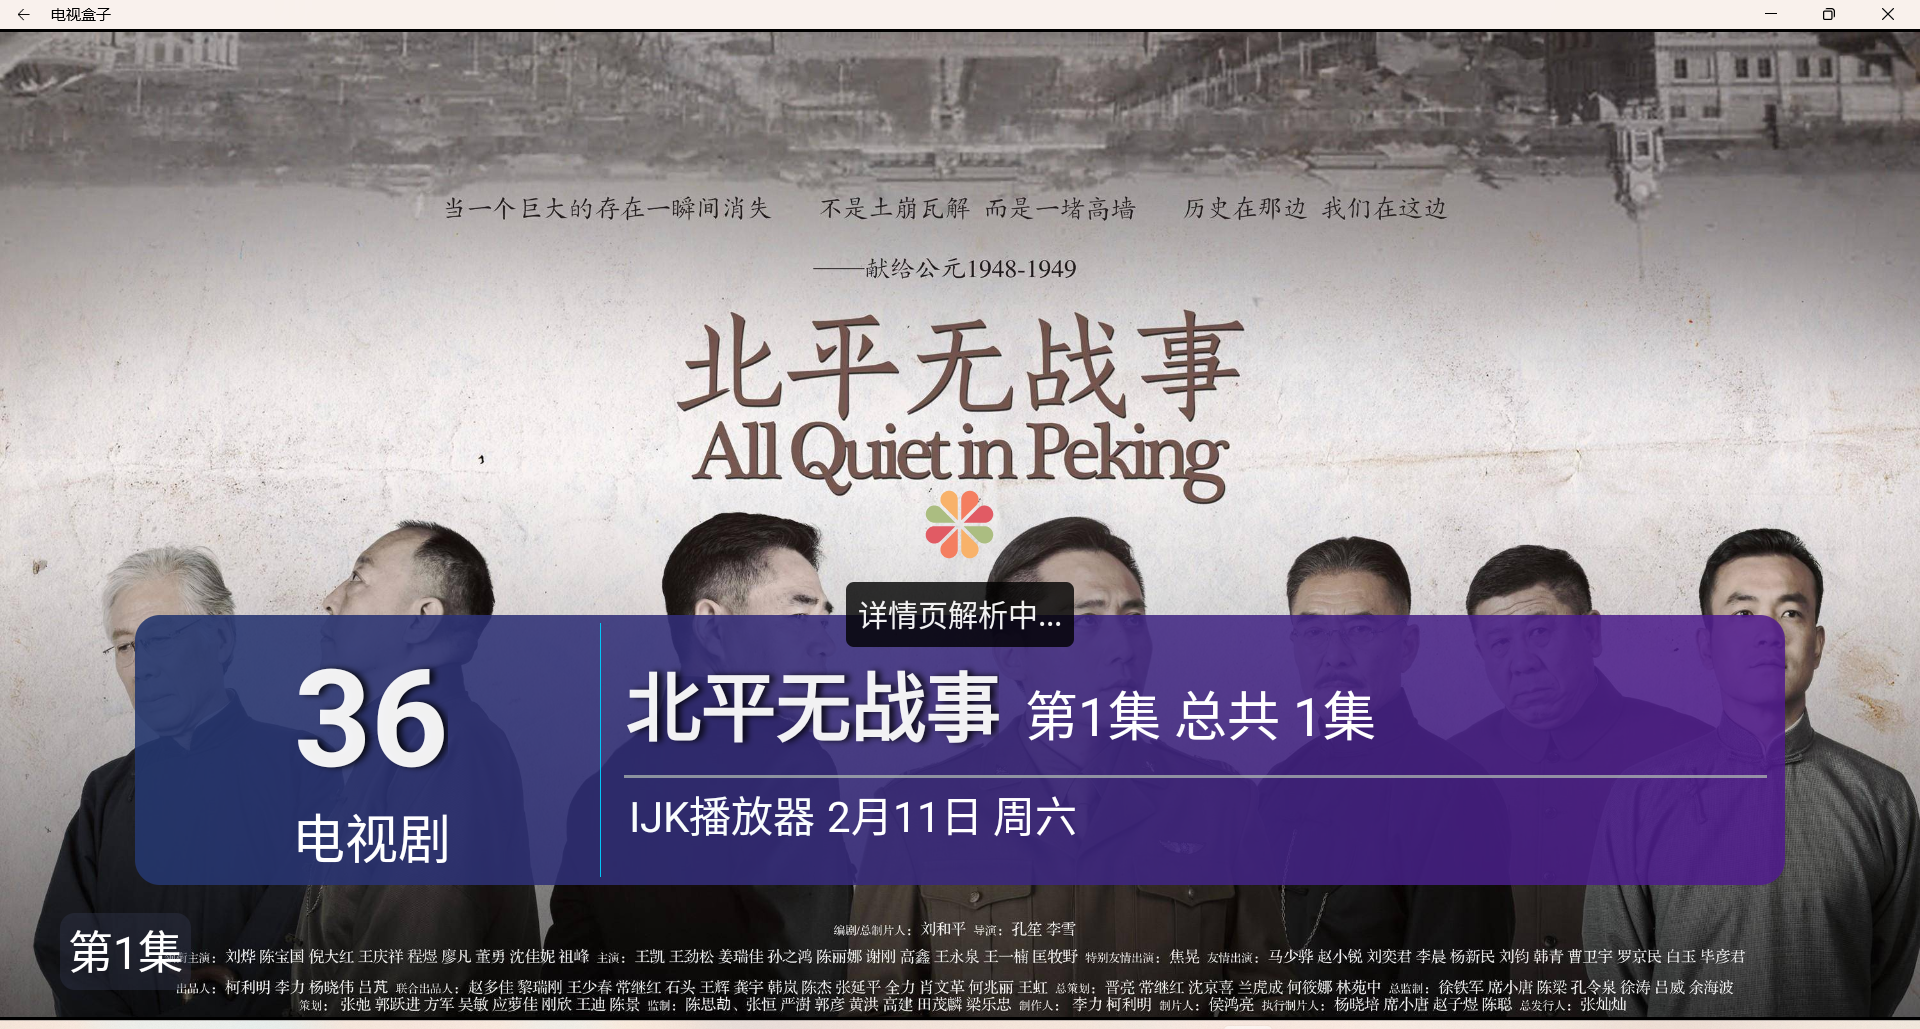 电视盒子
当一个巨大的存在一瞬间消失 不是土崩瓦解 而是一堵高墙 历史在那边 我们在这边
——献给公元1948-1949
北平无战事
All Quiet in Peking
详情页解析中...
36
电视剧
北平无战事 第1集 总共 1集
IJK播放器 2月11日 周六
第1集
编剧/总制片人：刘和平 导演：孔笙 李雪
主演：刘烨 陈宝国 倪大红 王庆祥 程煜 廖凡 董勇 沈佳妮 祖峰 主演：王凯 王劲松 姜瑞佳 孙之鸿 陈丽娜 谢刚 高鑫 王永泉 王一楠 匡牧野 特别友情出演：焦晃 友情出演：马少骅 赵小锐 刘奕君 李晨 杨新民 刘钧 韩青 曹卫宇 罗京民 白玉 毕彦君
出品人：柯利明 李力 杨晓伟 吕芃 联合出品人：赵多佳 黎瑞刚 王少春 常继红 石头 王辉 龚宇 韩岚 陈杰 张延平 全力 肖文革 何兆丽 王虹 总策划：晋亮 常继红 沈京喜 兰虎成 何筱娜 林苑中 总监制：徐铁军 席小唐 陈梁 孔令泉 徐涛 吕威 余海波
策划：张弛 郭跃进 方军 吴敏 应萝佳 刚欣 王迪 陈景 监制：陈思劼、张恒 严澍 郭彦 黄洪 高建 田茂麟 梁乐忠 制作人：李力 柯利明 制片人：侯鸿亮 执行制片人：杨晓培 席小唐 赵子煜 陈聪 总发行人：张灿灿